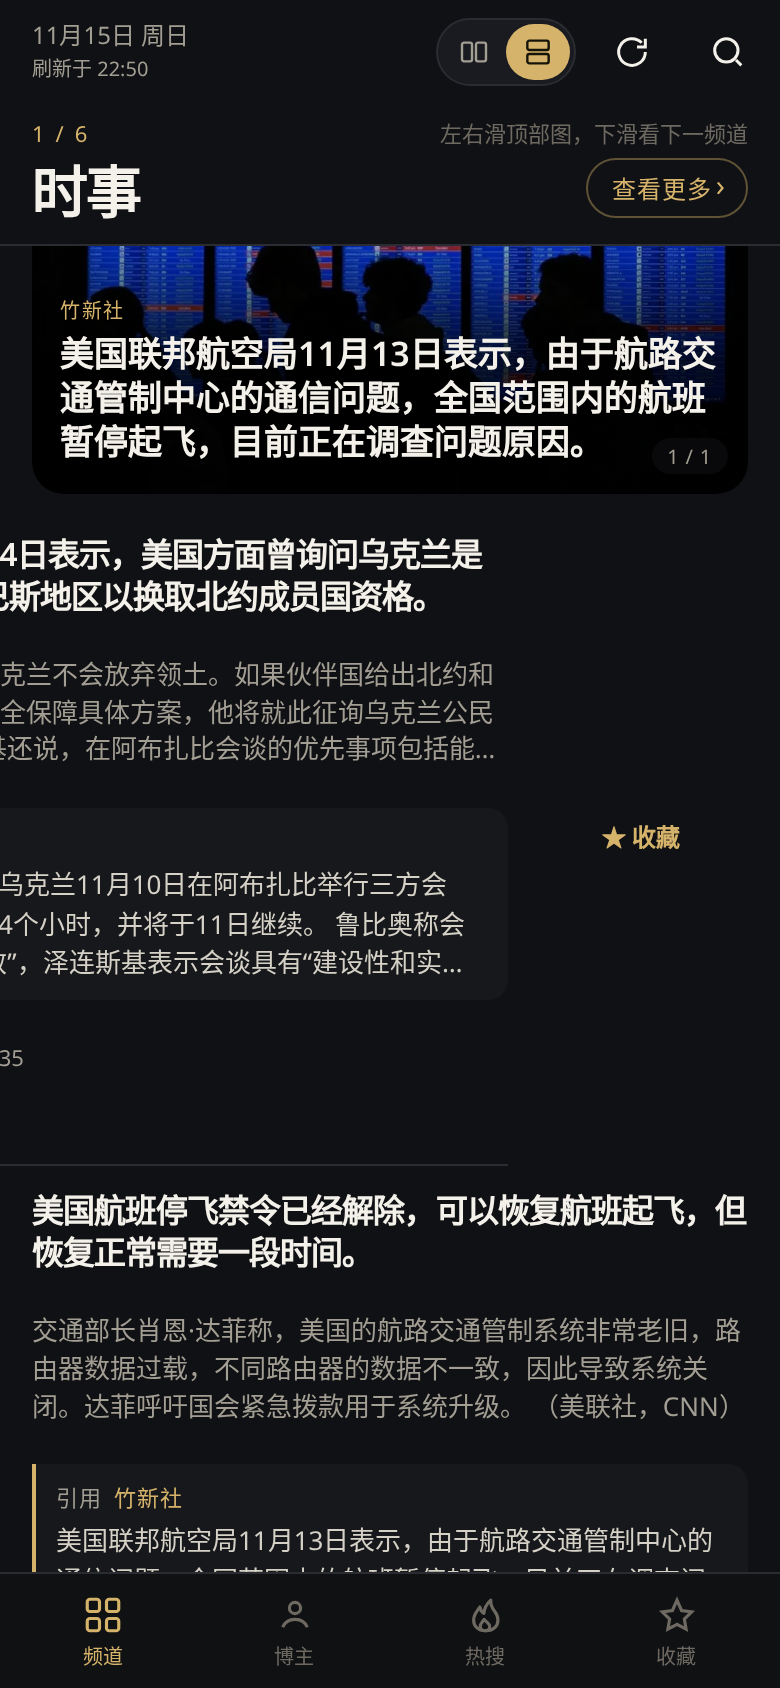 11月15日 周日
刷新于 22:50
1 / 6
左右滑顶部图，下滑看下一频道
时事
查看更多 ›
竹新社
美国联邦航空局11月13日表示，由于航路交
通管制中心的通信问题，全国范围内的航班
暂停起飞，目前正在调查问题原因。
1 / 1
4日表示，美国方面曾询问乌克兰是
巴斯地区以换取北约成员国资格。
克兰不会放弃领土。如果伙伴国给出北约和
全保障具体方案，他将就此征询乌克兰公民
基还说，在阿布扎比会谈的优先事项包括能...
★ 收藏
乌克兰11月10日在阿布扎比举行三方会
4个小时，并将于11日继续。 鲁比奥称会
”，泽连斯基表示会谈具有“建设性和实...
35
美国航班停飞禁令已经解除，可以恢复航班起飞，但
恢复正常需要一段时间。
交通部长肖恩·达菲称，美国的航路交通管制系统非常老旧，路
由器数据过载，不同路由器的数据不一致，因此导致系统关
闭。达菲呼吁国会紧急拨款用于系统升级。 （美联社，CNN）
引用 竹新社
美国联邦航空局11月13日表示，由于航路交通管制中心的
频道
博主
热搜
收藏